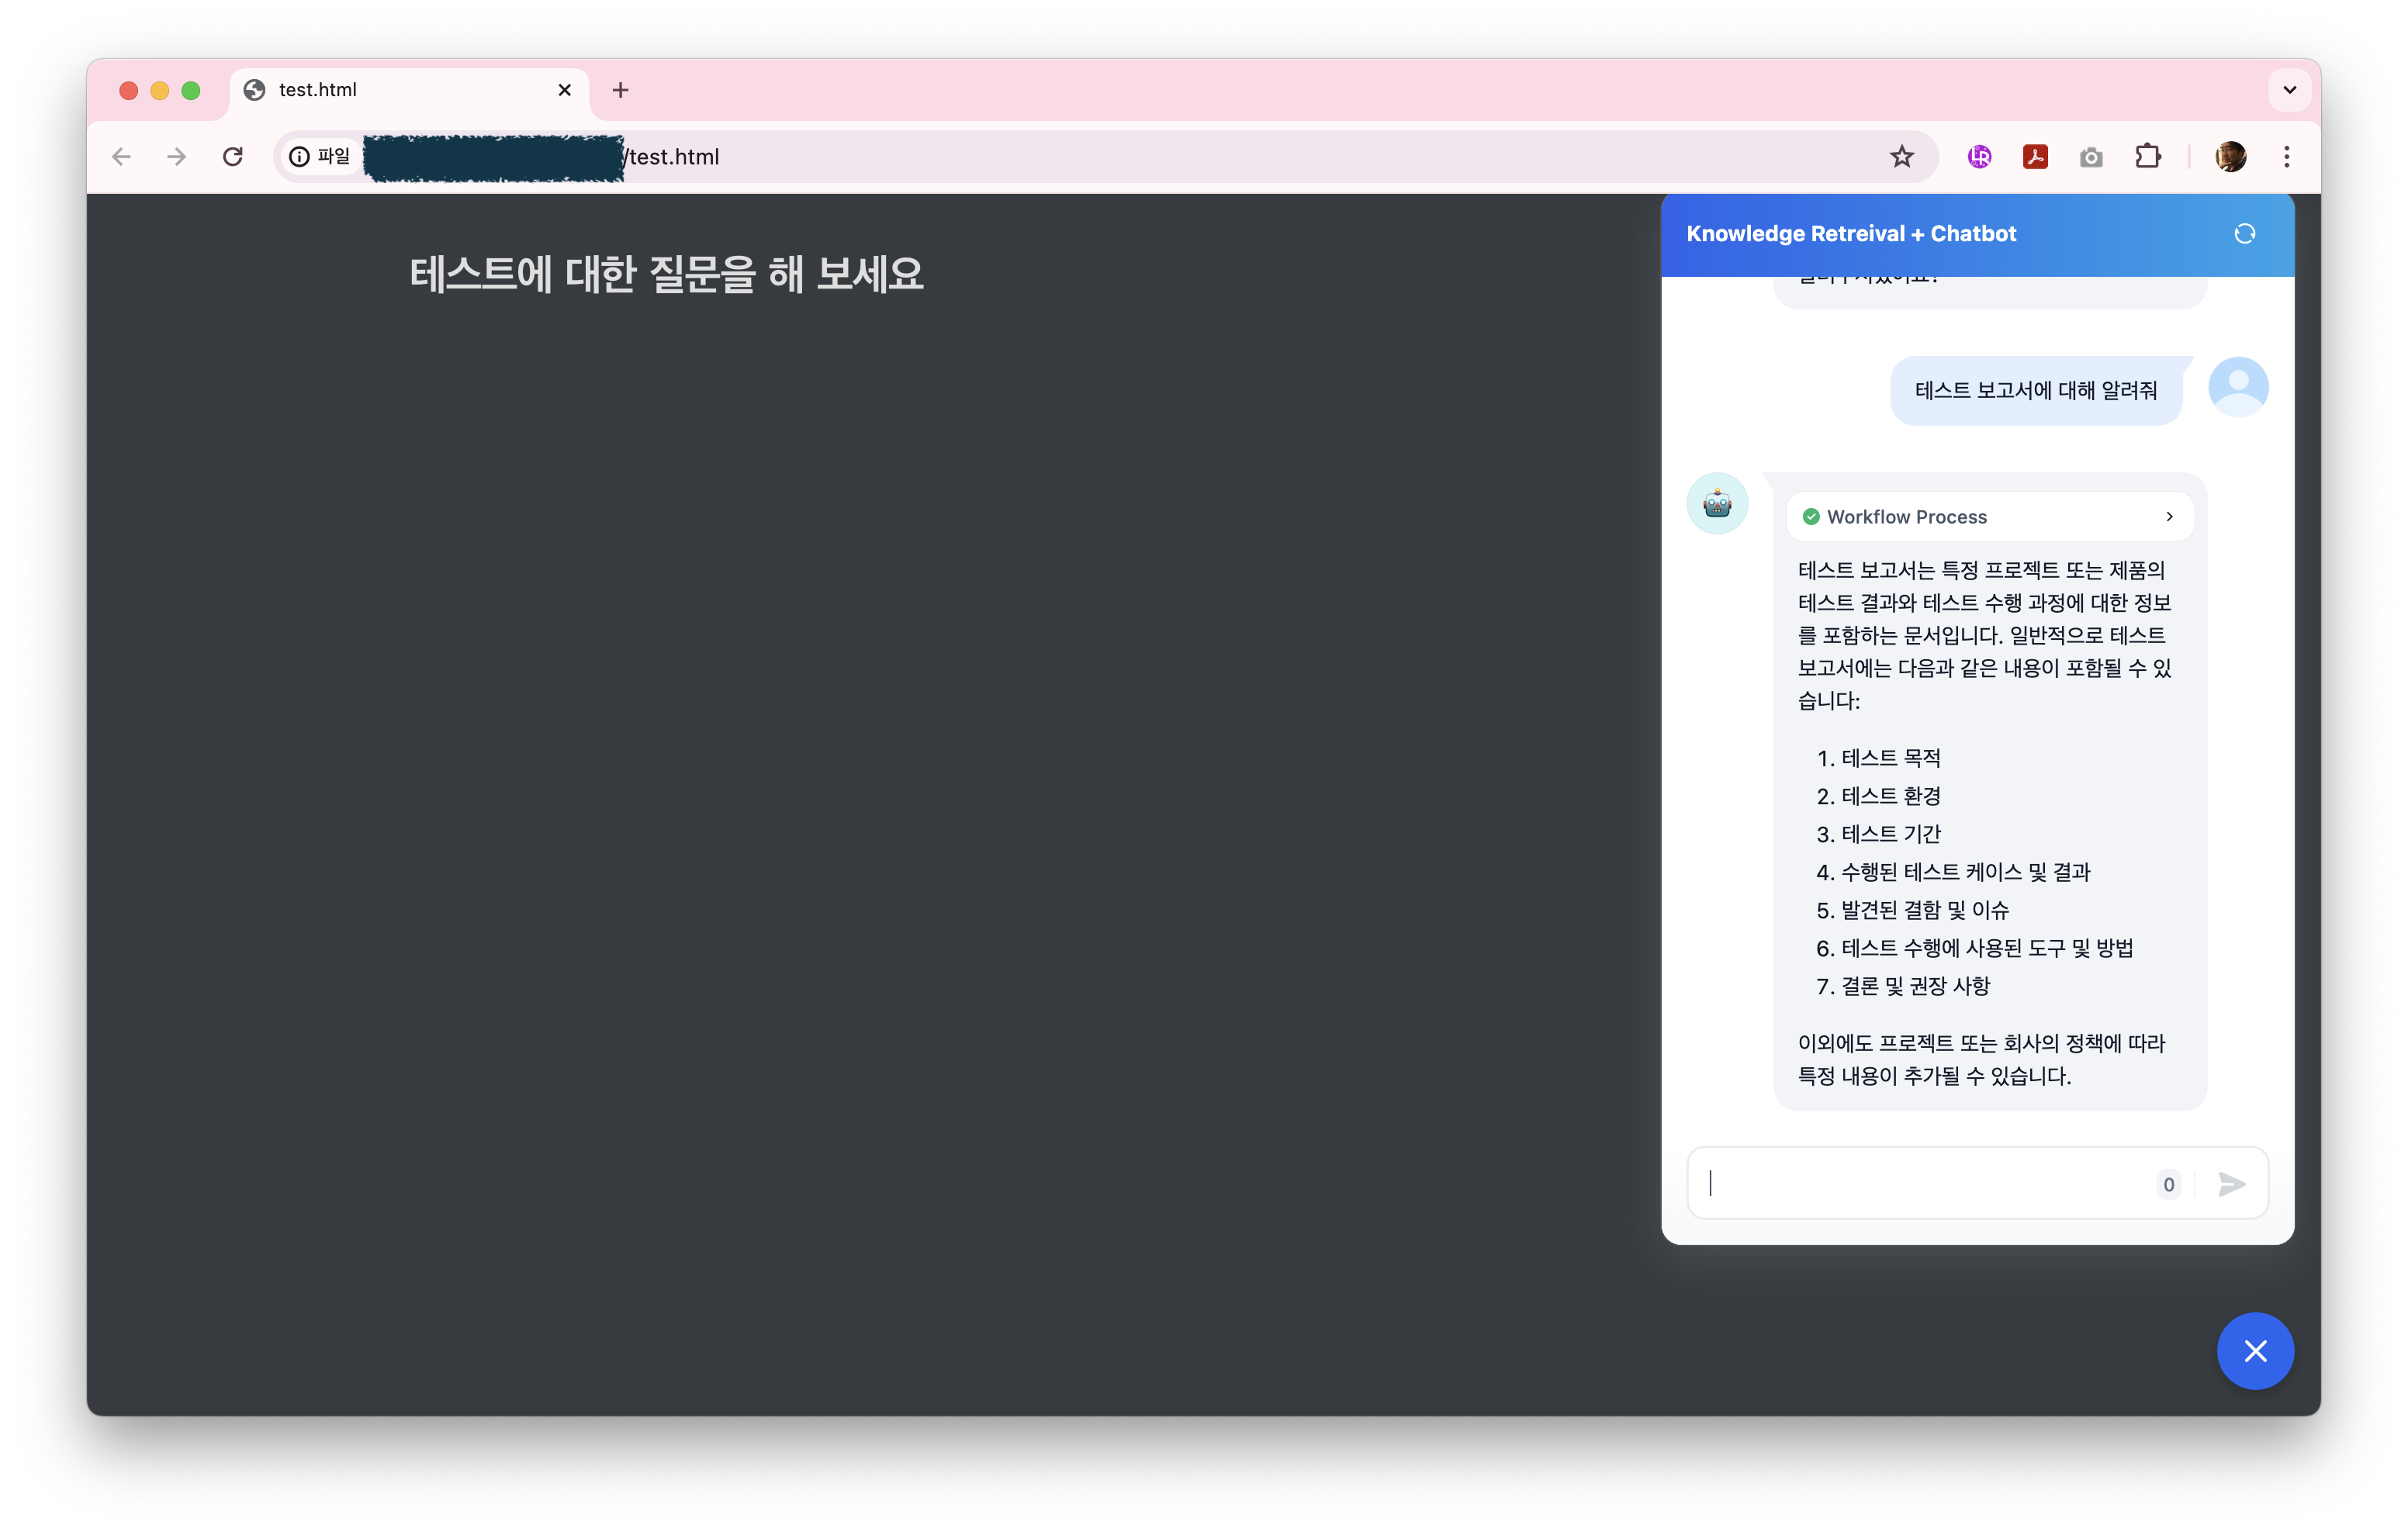 test.html
파일
/test.html
테스트에 대한 질문을 해 보세요
Knowledge Retreival + Chatbot
테스트 보고서에 대해 알려줘
Workflow Process
테스트 보고서는 특정 프로젝트 또는 제품의
테스트 결과와 테스트 수행 과정에 대한 정보
를 포함하는 문서입니다. 일반적으로 테스트
보고서에는 다음과 같은 내용이 포함될 수 있
습니다:
1. 테스트 목적
2. 테스트 환경
3. 테스트 기간
4. 수행된 테스트 케이스 및 결과
5. 발견된 결함 및 이슈
6. 테스트 수행에 사용된 도구 및 방법
7. 결론 및 권장 사항
이외에도 프로젝트 또는 회사의 정책에 따라
특정 내용이 추가될 수 있습니다.
0